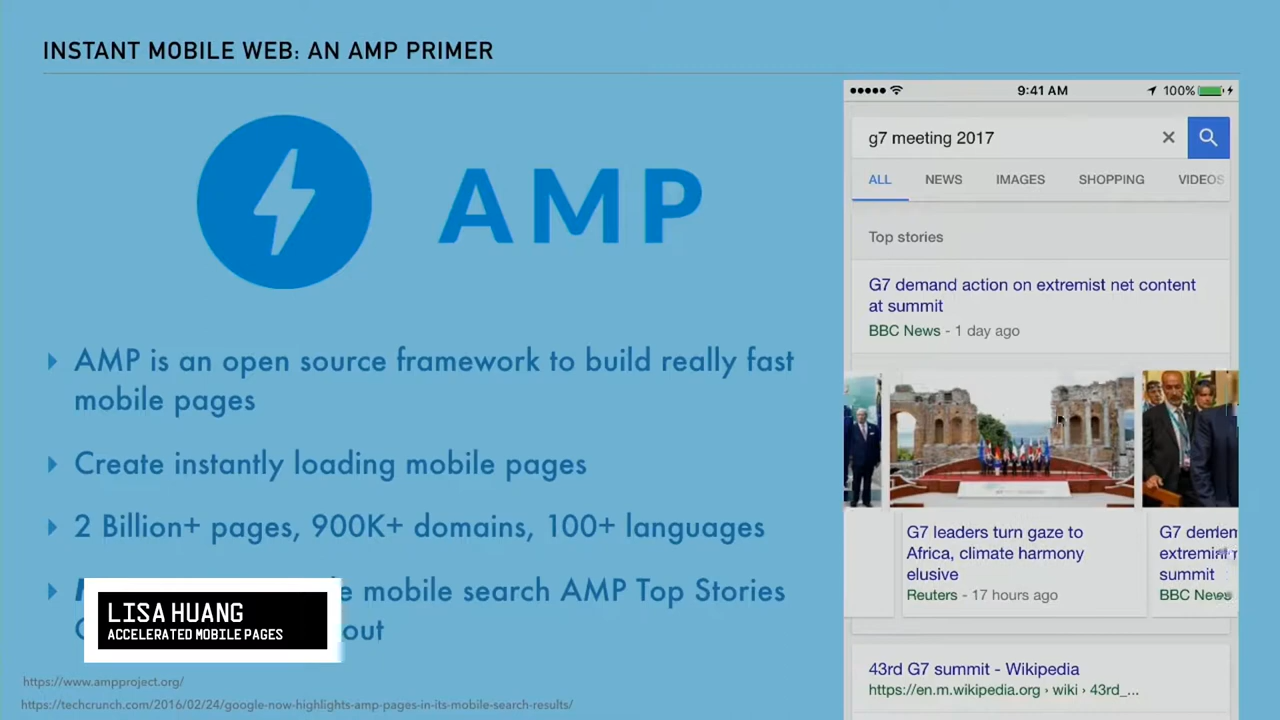 INSTANT MOBILE WEB: AN AMP PRIMER
AMP
AMP is an open source framework to build really fast
mobile pages
Create instantly loading mobile pages
2 Billion+ pages, 900K+ domains, 100+ languages
mobile search AMP Top Stories
out
LISA HUANG
ACCELERATED MOBILE PAGES
https://www.ampproject.org/
https://techcrunch.com/2016/02/24/google-now-highlights-amp-pages-in-its-mobile-search-results/
9:41 AM
100%
g7 meeting 2017
ALL NEWS IMAGES SHOPPING VIDEOS
Top stories
G7 demand action on extremist net content
at summit
BBC News - 1 day ago
G7 leaders turn gaze to
Africa, climate harmony
elusive
Reuters - 17 hours ago
G7
summit
BBC News
43rd G7 summit - Wikipedia
https://en.m.wikipedia.org › wiki › 43rd_...